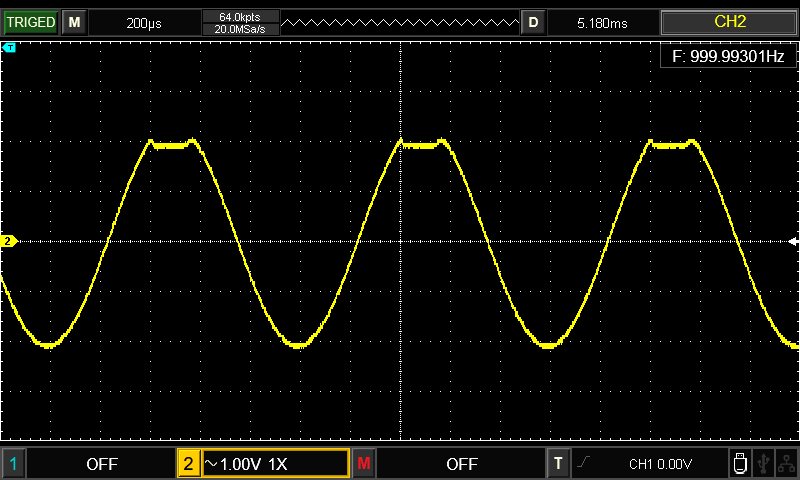 TRIGED M 200µs 64.0kpts D 5.180ms CH2
20.0MSa/s
T
F: 999.99301Hz
2
1 OFF 2 ~1.00V 1X M OFF T CH1 0.00V